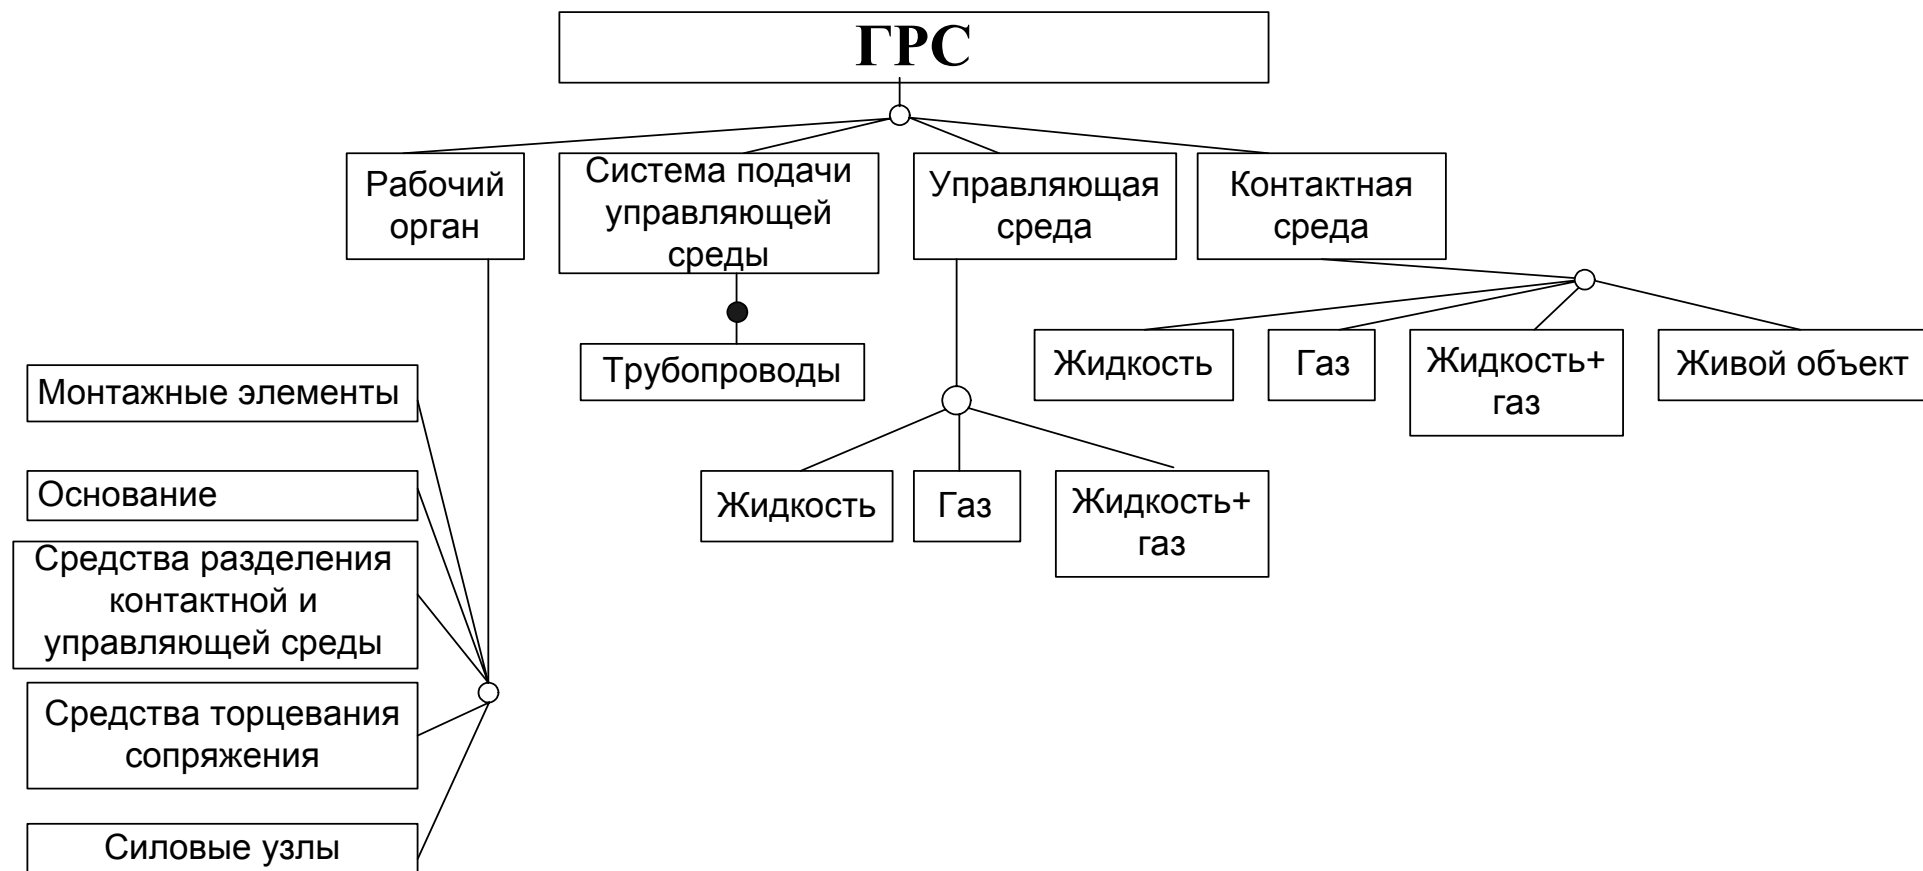 ГРС
Рабочий
орган
Система подачи
управляющей
среды
Управляющая
среда
Контактная
среда
Трубопроводы
Жидкость
Газ
Жидкость+
газ
Живой объект
Жидкость
Газ
Жидкость+
газ
Монтажные элементы
Основание
Средства разделения
контактной и
управляющей среды
Средства торцевания
сопряжения
Силовые узлы